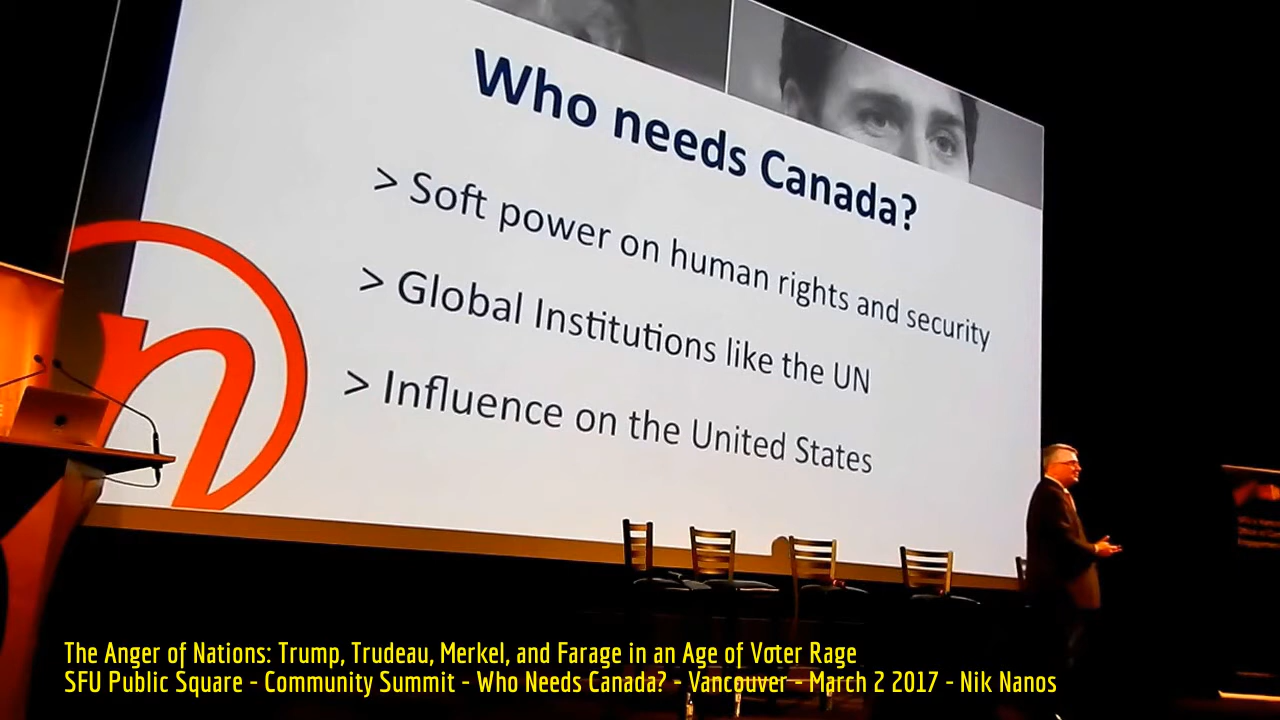 Who needs Canada?
> Soft power on human rights and security
> Global Institutions like the UN
> Influence on the United States
n
The Anger of Nations: Trump, Trudeau, Merkel, and Farage in an Age of Voter Rage
SFU Public Square - Community Summit - Who Needs Canada? - Vancouver - March 2 2017 - Nik Nanos